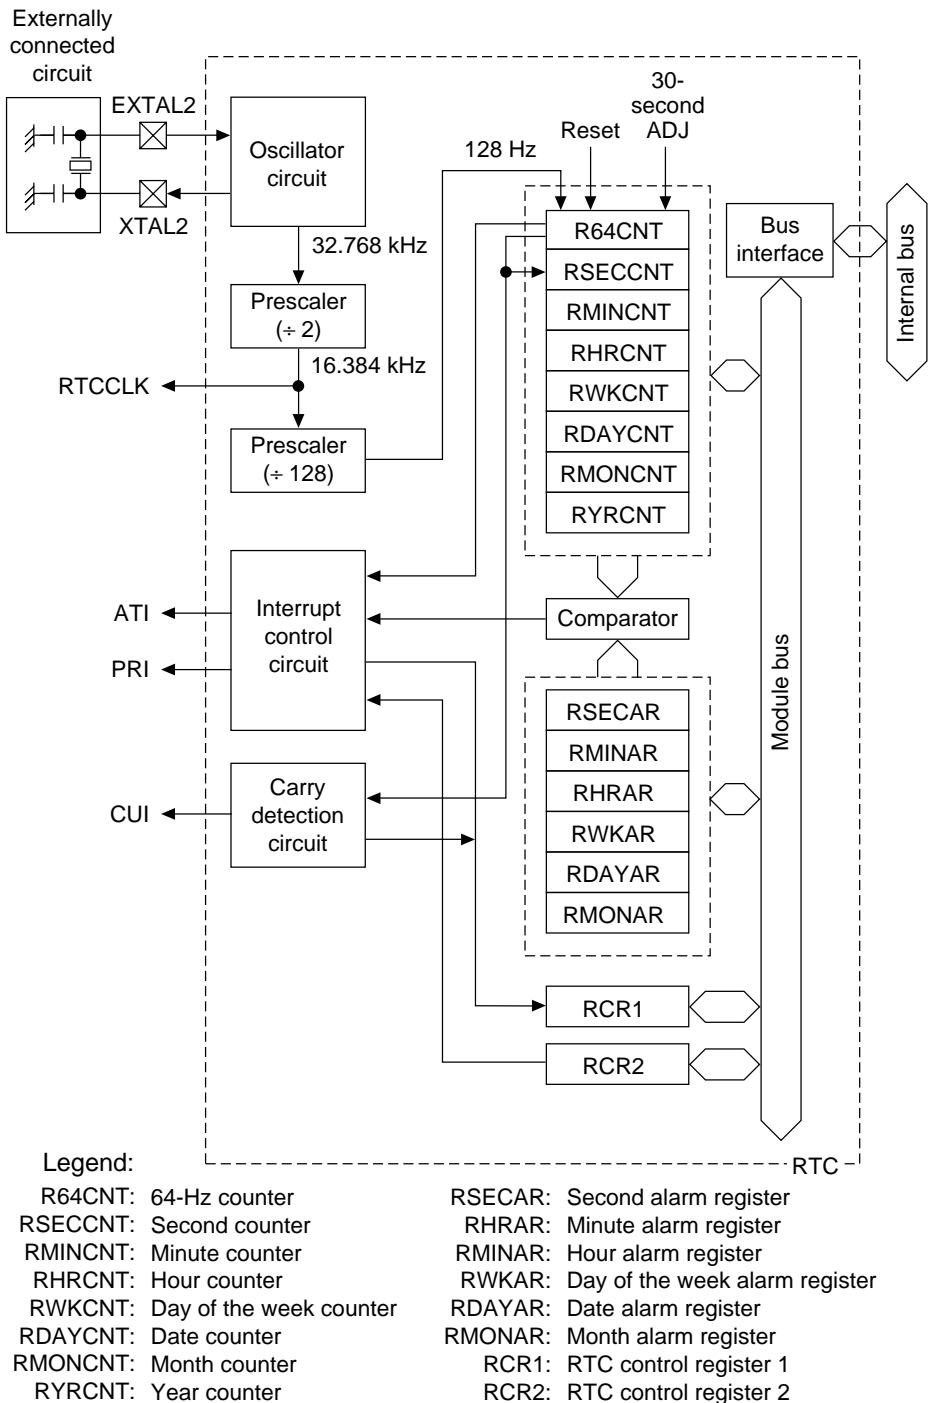 Externally
connected
circuit
EXTAL2
XTAL2
Oscillator
circuit
32.768 kHz
Prescaler
(÷ 2)
16.384 kHz
RTCCLK
Prescaler
(÷ 128)
128 Hz
Reset
30-
second
ADJ
R64CNT
RSECCNT
RMINCNT
RHRCNT
RWKCNT
RDAYCNT
RMONCNT
RYRCNT
Bus
interface
Internal bus
Module bus
Comparator
ATI
PRI
Interrupt
control
circuit
CUI
Carry
detection
circuit
RSECAR
RMINAR
RHRAR
RWKAR
RDAYAR
RMONAR
RCR1
RCR2
RTC
Legend:
R64CNT: 64-Hz counter
RSECCNT: Second counter
RMINCNT: Minute counter
RHRCNT: Hour counter
RWKCNT: Day of the week counter
RDAYCNT: Date counter
RMONCNT: Month counter
RYRCNT: Year counter
RSECAR: Second alarm register
RHRAR: Minute alarm register
RMINAR: Hour alarm register
RWKAR: Day of the week alarm register
RDAYAR: Date alarm register
RMONAR: Month alarm register
RCR1: RTC control register 1
RCR2: RTC control register 2